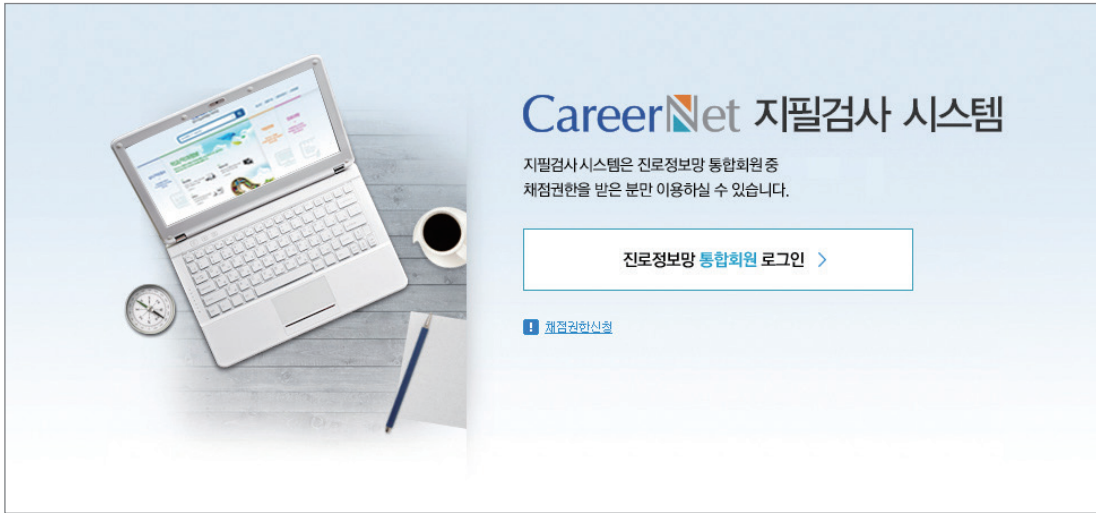 CareerNet 지필검사 시스템
지필검사시스템은 진로정보망 통합회원 중
채점권한을 받은 분만 이용하실 수 있습니다.
진로정보망 통합회원 로그인 >
! 채점권한신청